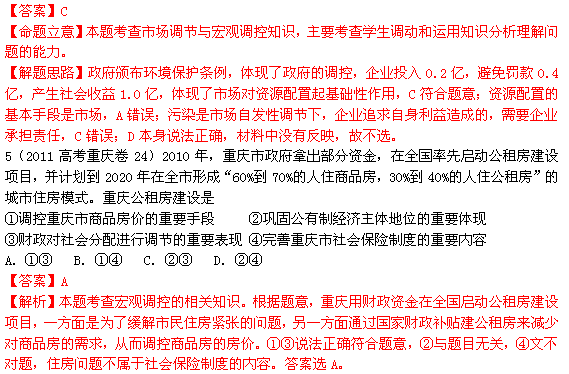 【答案】C
【命题立意】本题考查市场调节与宏观调控知识，主要考查学生调动和运用知识分析理解问
题的能力。
【解题思路】政府颁布环境保护条例，体现了政府的调控，企业投入0.2亿，避免罚款0.4
亿，产生社会收益1.0亿，体现了市场对资源配置起基础性作用，C符合题意；资源配置的
基本手段是市场，A错误；污染是市场自发性调节下，企业追求自身利益造成的，需要企业
承担责任，C错误；D本身说法正确，材料中没有反映，故不选。
5（2011高考重庆卷24）2010年，重庆市政府拿出部分资金，在全国率先启动公租房建设
项目，并计划到2020年在全市形成“60%到70%的人住商品房，30%到40%的人住公租房”的
城市住房模式。重庆公租房建设是
①调控重庆市商品房价的重要手段 ②巩固公有制经济主体地位的重要体现
③财政对社会分配进行调节的重要表现 ④完善重庆市社会保险制度的重要内容
A. ①③ B. ①④ C. ②③ D. ②④
【答案】A
【解析】本题考查宏观调控的相关知识。根据题意，重庆用财政资金在全国启动公租房建设
项目，一方面是为了缓解市民住房紧张的问题，另一方面通过国家财政补贴建公租房来减少
对商品房的需求，从而调控商品房的房价。①③说法正确符合题意，②与题目无关，④文不
对题，住房问题不属于社会保险制度的内容。答案选A。